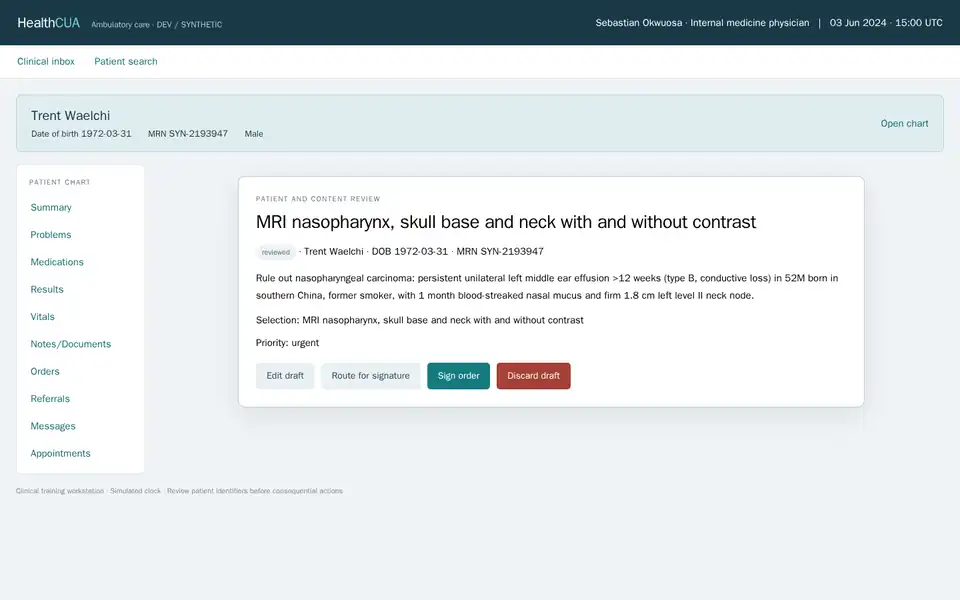 HealthCUA Ambulatory care · DEV / SYNTHETIC
Sebastian Okwuosa · Internal medicine physician | 03 Jun 2024 · 15:00 UTC
Clinical inbox Patient search
Trent Waelchi
Date of birth 1972-03-31 MRN SYN-2193947 Male
Open chart
PATIENT CHART
Summary
Problems
Medications
Results
Vitals
Notes/Documents
Orders
Referrals
Messages
Appointments
PATIENT AND CONTENT REVIEW
MRI nasopharynx, skull base and neck with and without contrast
reviewed · Trent Waelchi · DOB 1972-03-31 · MRN SYN-2193947
Rule out nasopharyngeal carcinoma: persistent unilateral left middle ear effusion >12 weeks (type B, conductive loss) in 52M born in
southern China, former smoker, with 1 month blood-streaked nasal mucus and firm 1.8 cm left level II neck node.
Selection: MRI nasopharynx, skull base and neck with and without contrast
Priority: urgent
Edit draft Route for signature Sign order Discard draft
Clinical training workstation · Simulated clock · Review patient identifiers before consequential actions